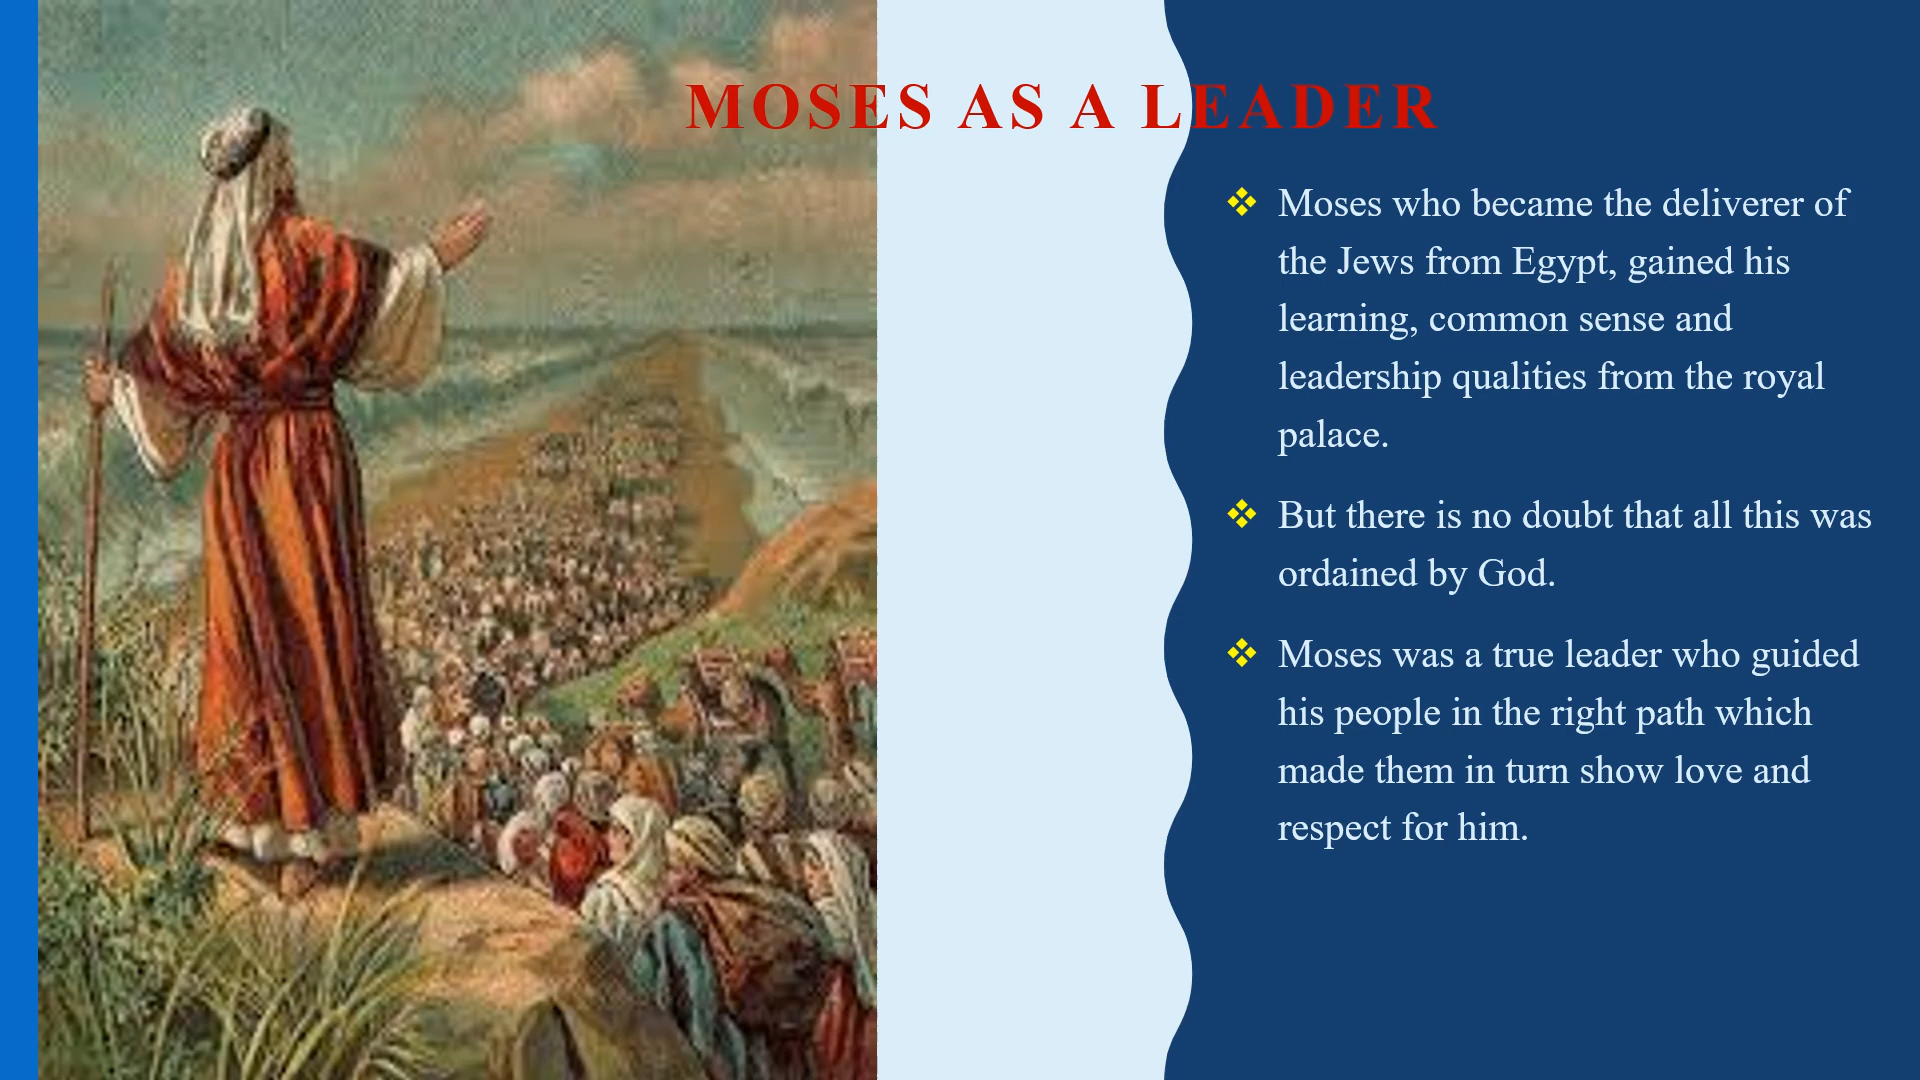 MOSES AS A LEADER
❖ Moses who became the deliverer of
the Jews from Egypt, gained his
learning, common sense and
leadership qualities from the royal
palace.
❖ But there is no doubt that all this was
ordained by God.
❖ Moses was a true leader who guided
his people in the right path which
made them in turn show love and
respect for him.